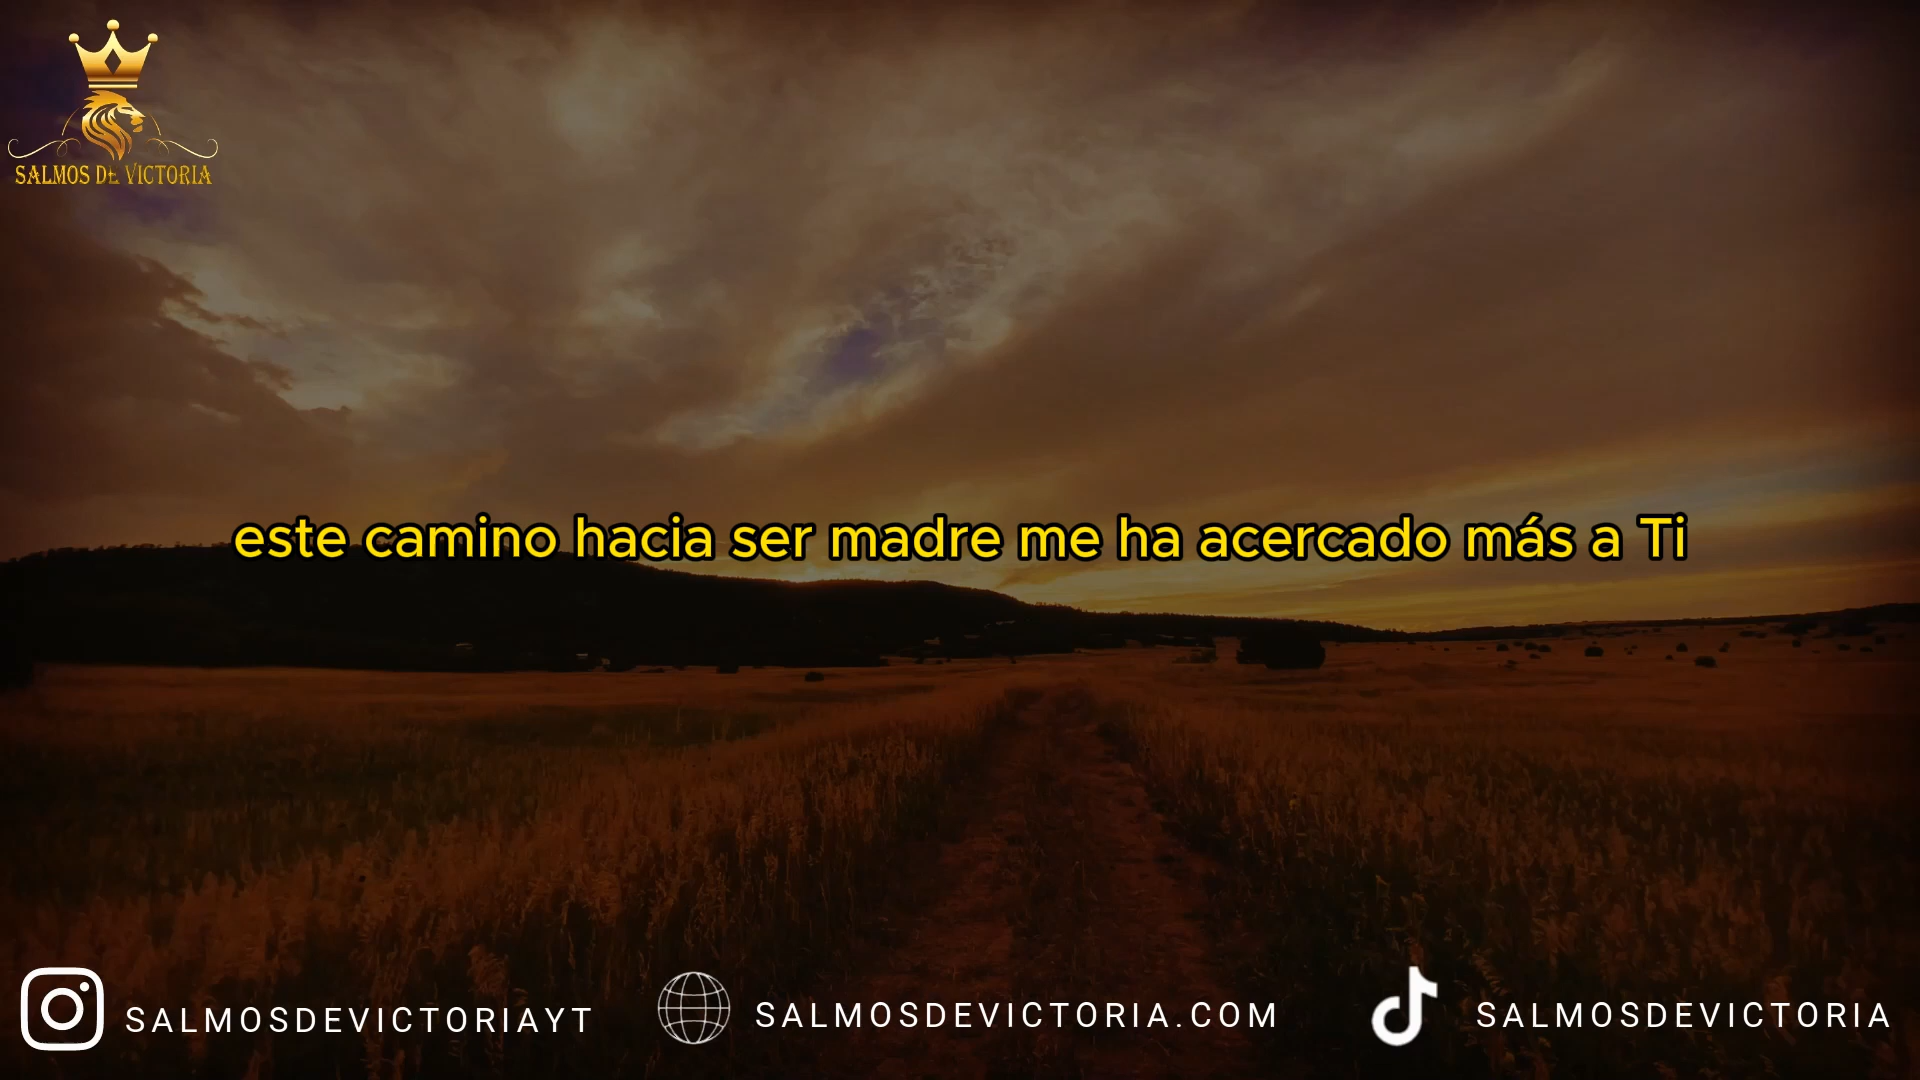 SALMOS DE VICTORIA
este camino hacia ser madre me ha acercado más a Ti
SALMOSDEVICTORIAYT
SALMOSDEVICTORIA.COM
SALMOSDEVICTORIA